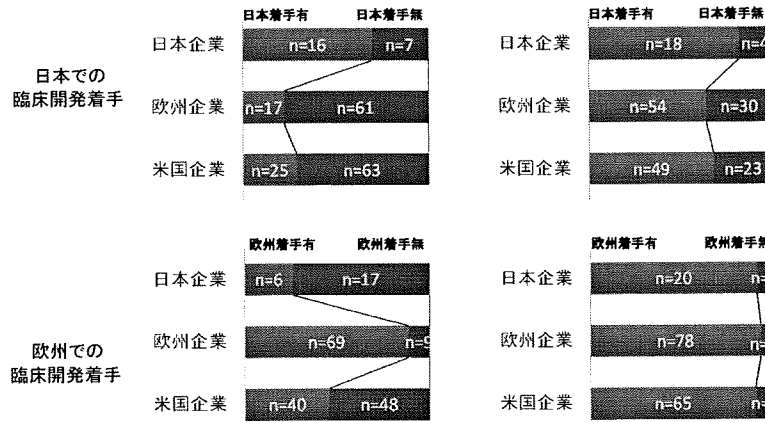 日本着手有 日本着手無 日本着手有 日本着手無
日本企業 n=16 n=7 日本企業 n=18
日本での
臨床開発着手
欧州企業 n=17 n=61 欧州企業 n=54 n=30
米国企業 n=25 n=63 米国企業 n=49 n=23
欧州着手有 欧州着手無 欧州着手有 欧州着手無
日本企業 n=6 n=17 日本企業 n=20
欧州での
臨床開発着手
欧州企業 n=69 n=9 欧州企業 n=78
米国企業 n=40 n=48 米国企業 n=65